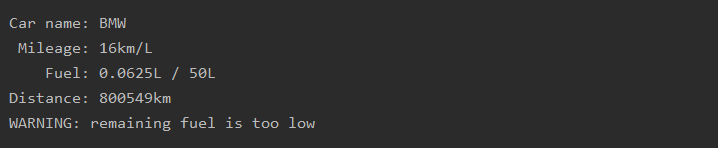 Car name: BMW
Mileage: 16km/L
Fuel: 0.0625L / 50L
Distance: 800549km
WARNING: remaining fuel is too low